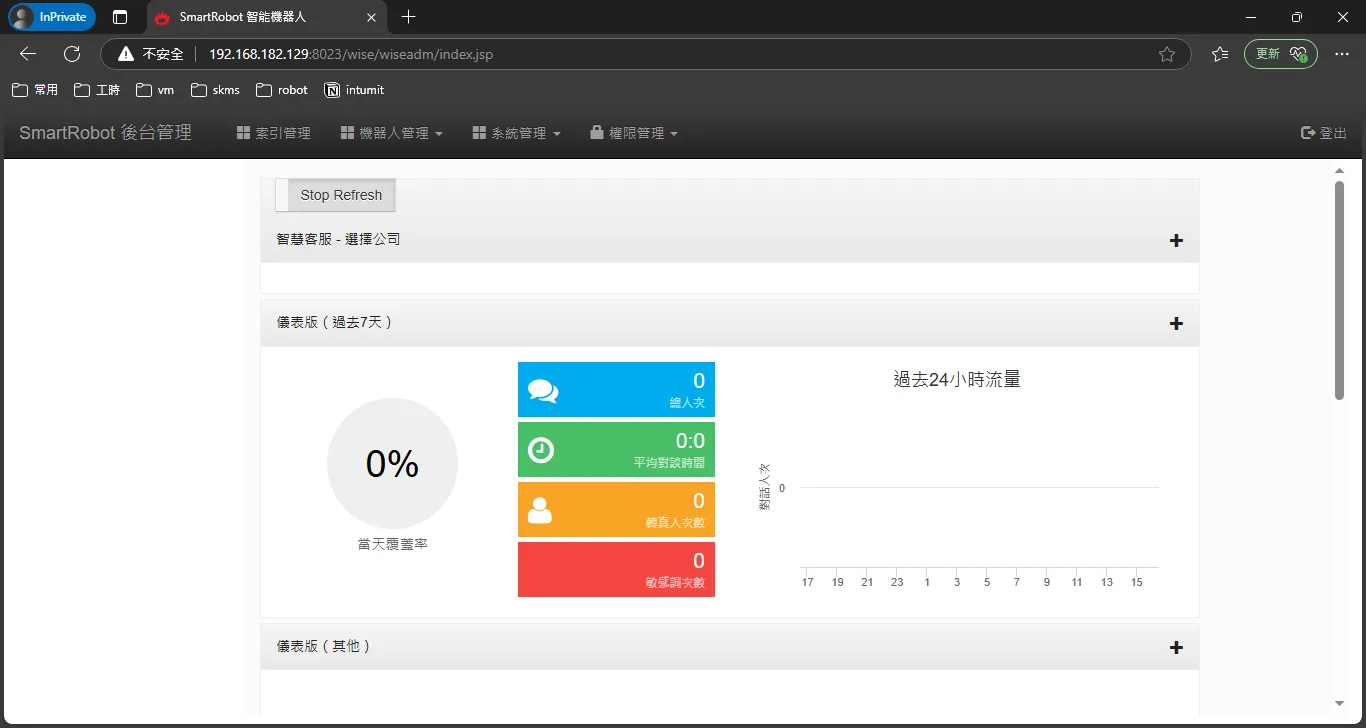 InPrivate
SmartRobot 智能機器人
不安全
192.168.182.129:8023/wise/wiseadm/index.jsp
更新
常用 工時 vm skms robot intumit
SmartRobot 後台管理 索引管理 機器人管理 系統管理 權限管理 登出
Stop Refresh
智慧客服 - 選擇公司
儀表版 ( 過去7天 )
0%
當天覆蓋率
0
總人次
0:0
平均對談時間
0
轉真人次數
0
敏感詞次數
過去24小時流量
對話人次
0
17 19 21 23 1 3 5 7 9 11 13 15
儀表版 ( 其他 )